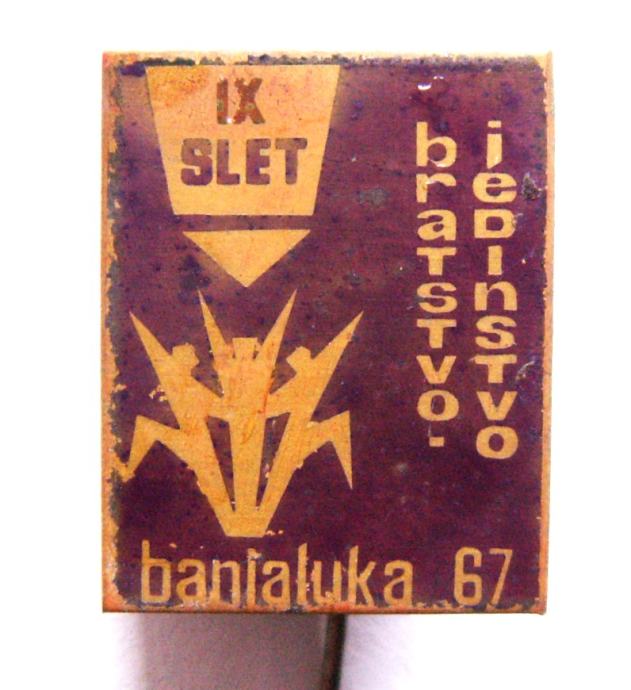 IX
SLET
bratstvo-
jedinstvo
banjaluka 67